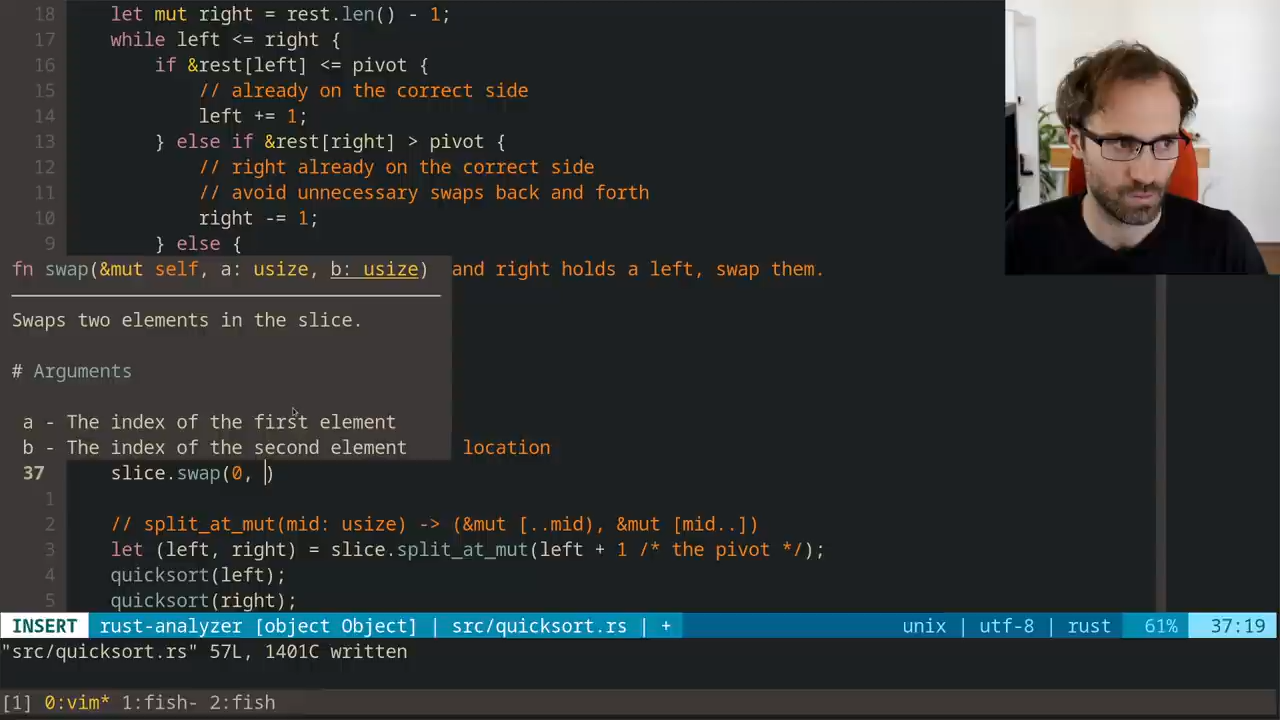 18 let mut right = rest.len() - 1;
17 while left <= right {
16 if &rest[left] <= pivot {
15 // already on the correct side
14 left += 1;
13 } else if &rest[right] > pivot {
12 // right already on the correct side
11 // avoid unnecessary swaps back and forth
10 right -= 1;
9 } else {
fn swap(&mut self, a: usize, b: usize) and right holds a left, swap them.
Swaps two elements in the slice.
# Arguments
a - The index of the first element
b - The index of the second element location
37 slice.swap(0, )
1
2 // split_at_mut(mid: usize) -> (&mut [..mid), &mut [mid..])
3 let (left, right) = slice.split_at_mut(left + 1 /* the pivot */);
4 quicksort(left);
5 quicksort(right);
INSERT rust-analyzer [object Object] | src/quicksort.rs | + unix | utf-8 | rust 61% 37:19
"src/quicksort.rs" 57L, 1401C written
[1] 0:vim* 1:fish- 2:fish